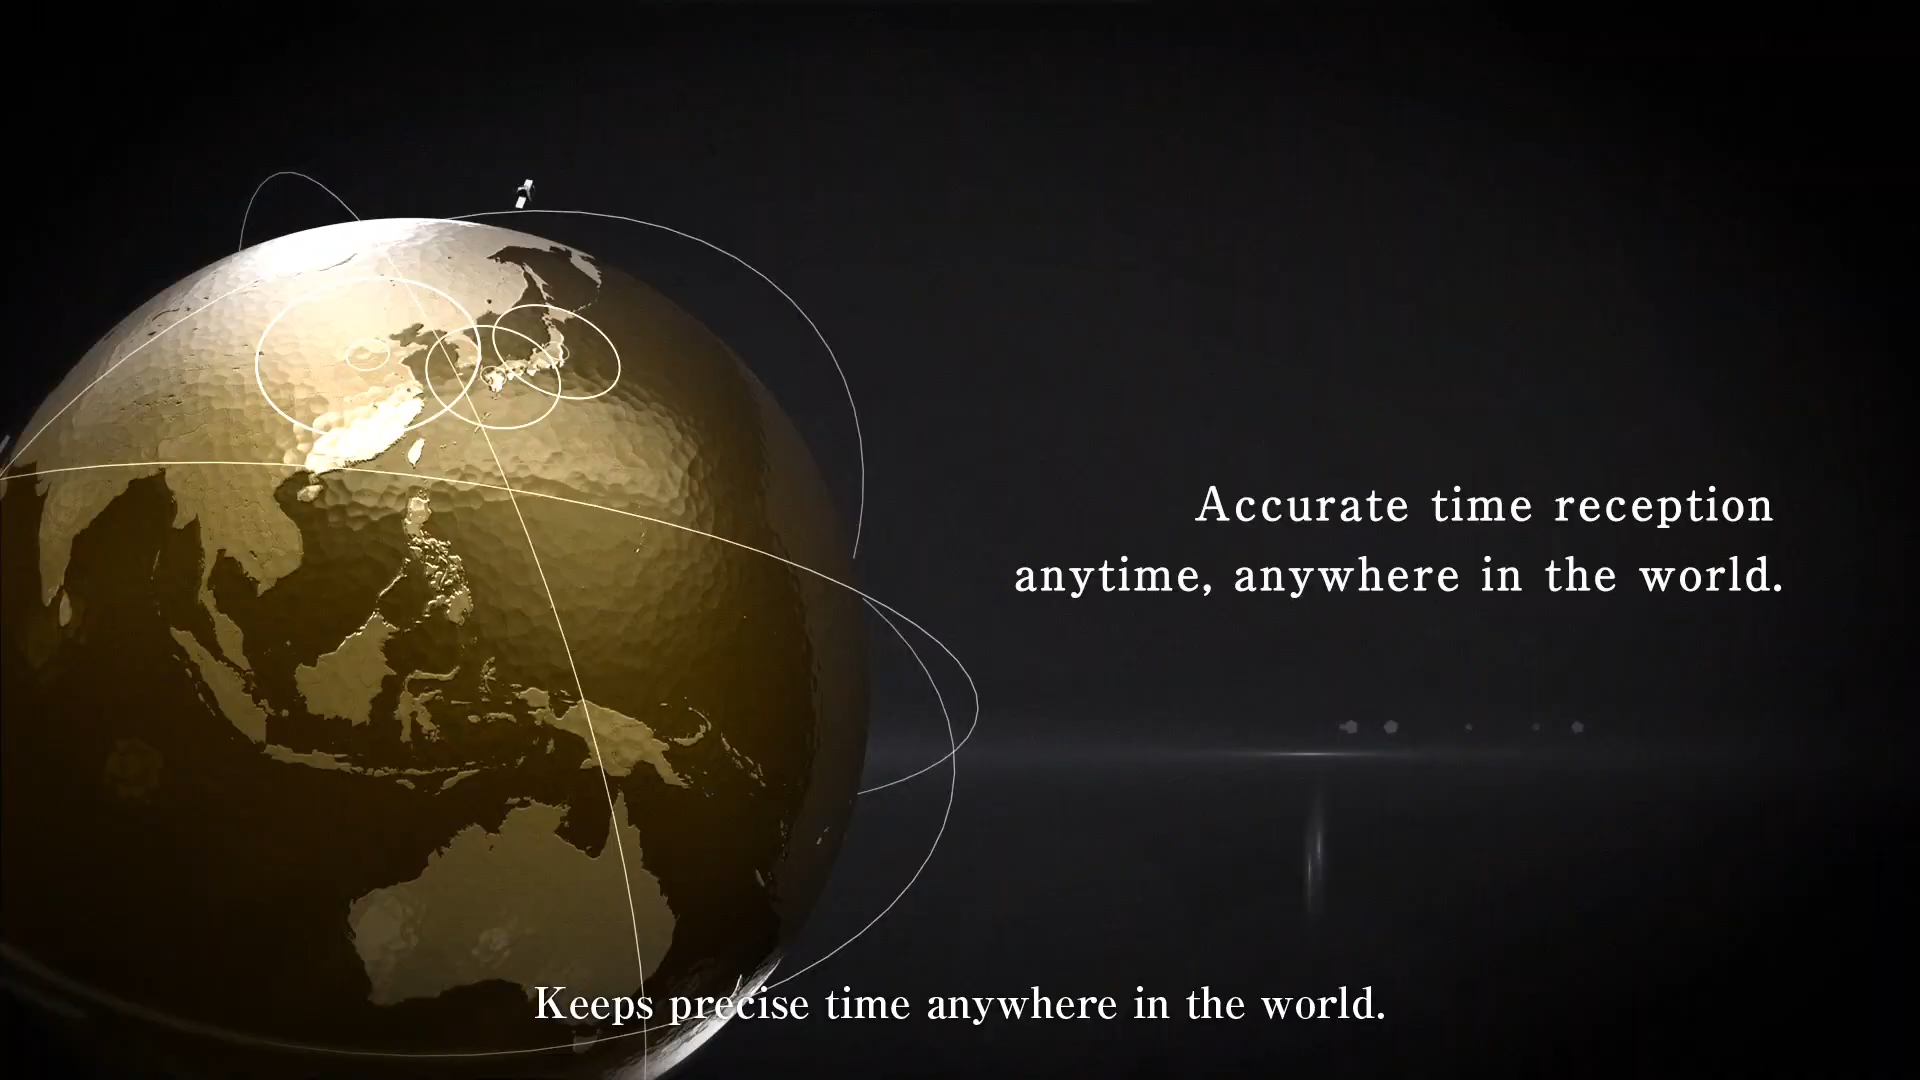 Accurate time reception
anytime, anywhere in the world.
Keeps precise time anywhere in the world.